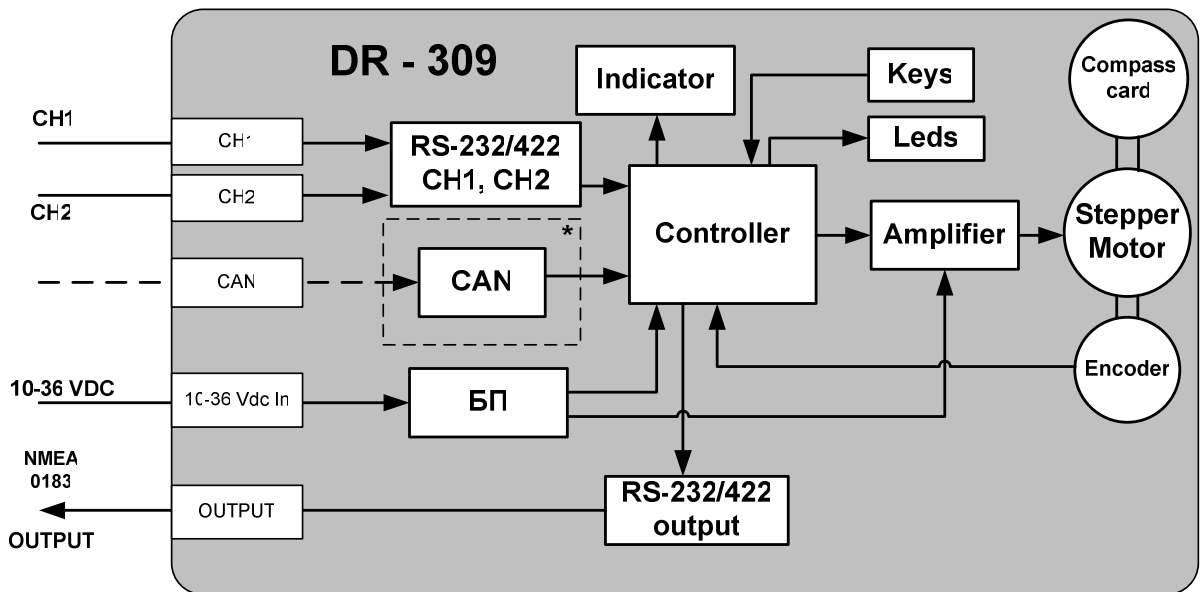 DR - 309
Indicator
Keys
Leds
Compass
card
CH1
CH1
RS-232/422
CH1, CH2
CH2
CH2
*
Controller
Amplifier
Stepper
Motor
CAN
CAN
10-36 VDC
10-36 Vdc In
БП
Encoder
NMEA
0183
OUTPUT
OUTPUT
RS-232/422
output